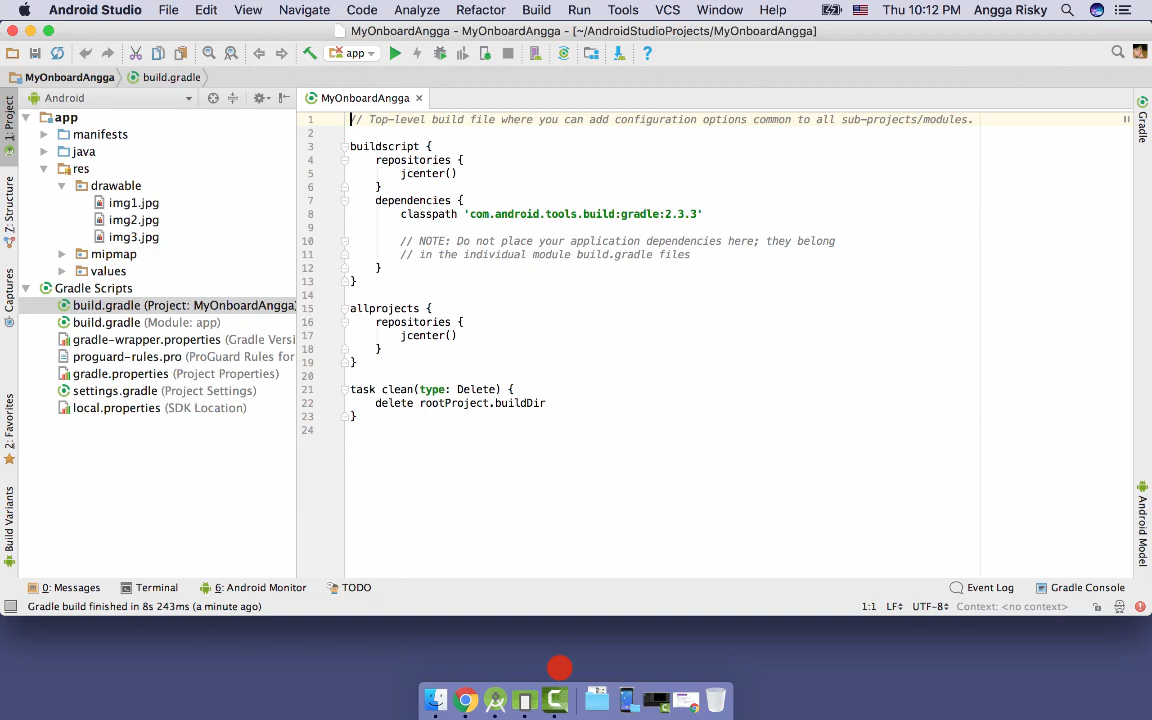 Android Studio File Edit View Navigate Code Analyze Refactor Build Run Tools VCS Window Help Thu 10:12 PM Angga Risky
MyOnboardAngga - MyOnboardAngga - [~/AndroidStudioProjects/MyOnboardAngga]
app
MyOnboardAngga build.gradle
Android
MyOnboardAngga
1: Project
Z: Structure
Captures
2: Favorites
Build Variants
app
manifests
java
res
drawable
img1.jpg
img2.jpg
img3.jpg
mipmap
values
Gradle Scripts
build.gradle (Project: MyOnboardAngga)
build.gradle (Module: app)
gradle-wrapper.properties (Gradle Versi
proguard-rules.pro (ProGuard Rules for
gradle.properties (Project Properties)
settings.gradle (Project Settings)
local.properties (SDK Location)
1 // Top-level build file where you can add configuration options common to all sub-projects/modules.
2
3 buildscript {
4 repositories {
5 jcenter()
6 }
7 dependencies {
8 classpath 'com.android.tools.build:gradle:2.3.3'
9
10 // NOTE: Do not place your application dependencies here; they belong
11 // in the individual module build.gradle files
12 }
13 }
14
15 allprojects {
16 repositories {
17 jcenter()
18 }
19 }
20
21 task clean(type: Delete) {
22 delete rootProject.buildDir
23 }
24
Gradle
Android Model
0: Messages Terminal 6: Android Monitor TODO Event Log Gradle Console
Gradle build finished in 8s 243ms (a minute ago) 1:1 LF UTF-8 Context: <no context>